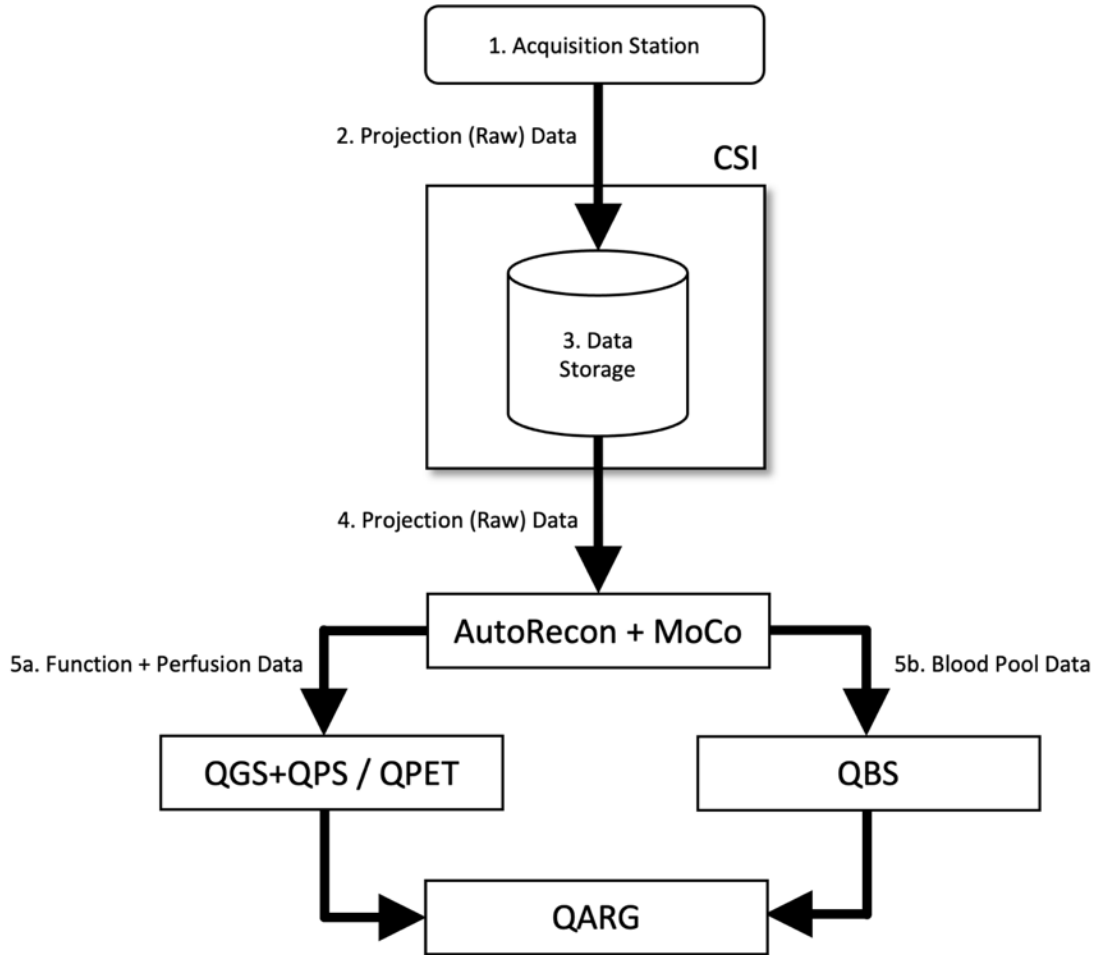 1. Acquisition Station
2. Projection (Raw) Data
CSI
3. Data
Storage
4. Projection (Raw) Data
AutoRecon + MoCo
5a. Function + Perfusion Data
5b. Blood Pool Data
QGS+QPS / QPET
QBS
QARG